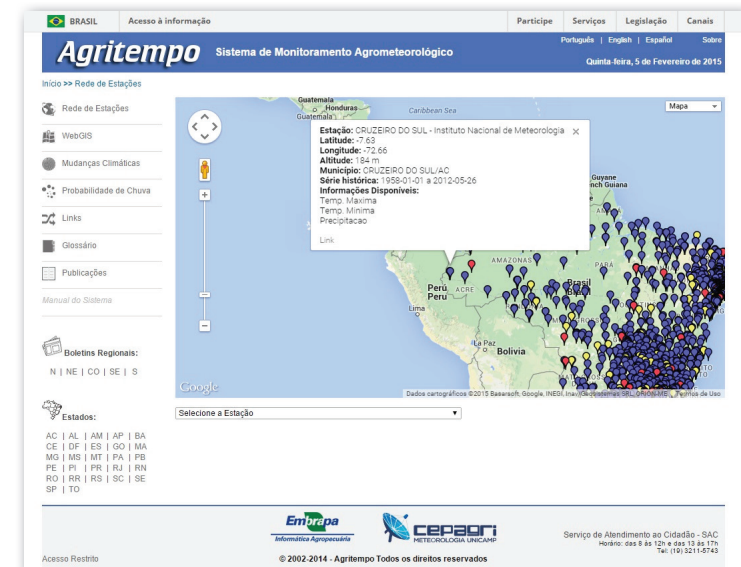 BRASIL Acesso à informação Participe Serviços Legislação Canais
Agritempo Sistema de Monitoramento Agrometeorológico
Português | English | Español Sobre
Quinta-feira, 5 de Fevereiro de 2015
Início >> Rede de Estações
Rede de Estações
WebGIS
Mudanças Climáticas
Probabilidade de Chuva
Links
Glossário
Publicações
Manual do Sistema
Boletins Regionais:
N | NE | CO | SE | S
Estados:
AC | AL | AM | AP | BA
CE | DF | ES | GO | MA
MG | MS | MT | PA | PB
PE | PI | PR | RJ | RN
RO | RR | RS | SC | SE
SP | TO
Guatemala
Honduras
Guatemala
Caribbean Sea
Mapa
Estação: CRUZEIRO DO SUL - Instituto Nacional de Meteorologia
Latitude: -7.63
Longitude: -72.66
Altitude: 184 m
Município: CRUZEIRO DO SUL/AC
Série histórica: 1958-01-01 a 2012-05-26
Informações Disponíveis:
Temp. Maxima
Temp. Minima
Precipitacao
Link
Guyane
nch Guiana
AMAZONAS
PARÁ
Brasil
Perú
Peru
ACRE
Lima
La Paz
Bolivia
Google
Dados cartográficos ©2015 Basarsoft, Google, INEGI, Inav/Geosistemas SRL, ORION-ME Termos de Uso
Selecione a Estação
Embrapa
Informática Agropecuária
cepagri
METEOROLOGIA UNICAMP
Serviço de Atendimento ao Cidadão - SAC
Horário: das 8 às 12h e das 13 às 17h
Tel: (19) 3211-5743
Acesso Restrito
© 2002-2014 - Agritempo Todos os direitos reservados